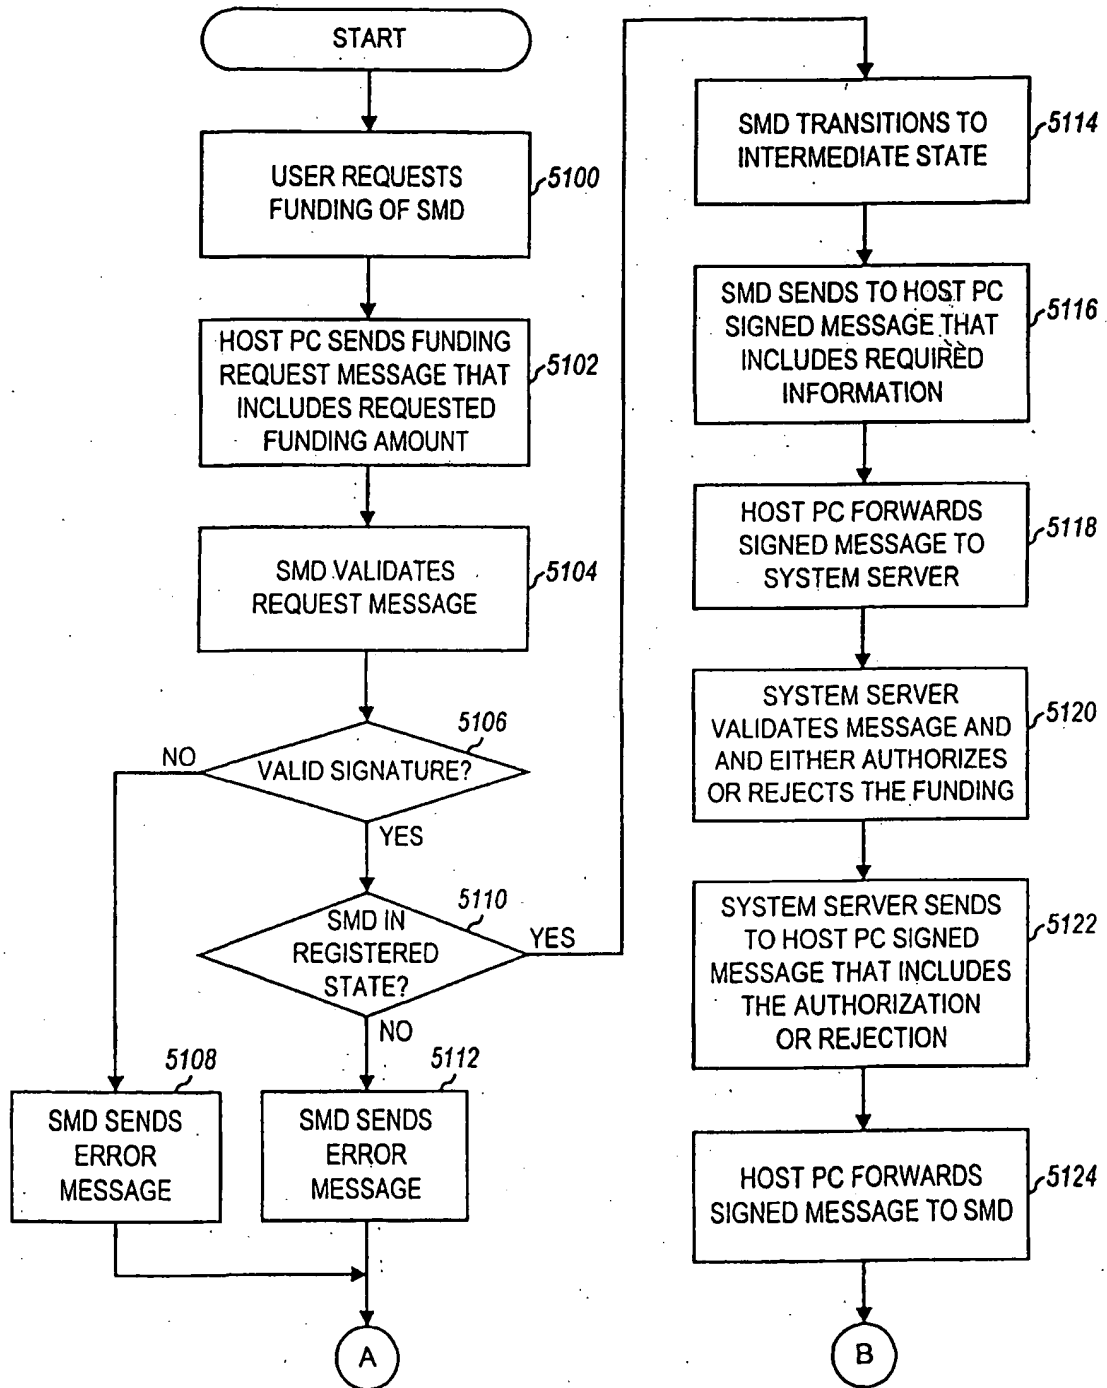 START
USER REQUESTS
FUNDING OF SMD
5100
HOST PC SENDS FUNDING
REQUEST MESSAGE THAT
INCLUDES REQUESTED
FUNDING AMOUNT
5102
SMD VALIDATES
REQUEST MESSAGE
5104
VALID SIGNATURE?
5106
NO
YES
SMD IN
REGISTERED
STATE?
5110
YES
NO
5108
SMD SENDS
ERROR
MESSAGE
5112
SMD SENDS
ERROR
MESSAGE
A
SMD TRANSITIONS TO
INTERMEDIATE STATE
5114
SMD SENDS TO HOST PC
SIGNED MESSAGE THAT
INCLUDES REQUIRED
INFORMATION
5116
HOST PC FORWARDS
SIGNED MESSAGE TO
SYSTEM SERVER
5118
SYSTEM SERVER
VALIDATES MESSAGE AND
AND EITHER AUTHORIZES
OR REJECTS THE FUNDING
5120
SYSTEM SERVER SENDS
TO HOST PC SIGNED
MESSAGE THAT INCLUDES
THE AUTHORIZATION
OR REJECTION
5122
HOST PC FORWARDS
SIGNED MESSAGE TO SMD
5124
B